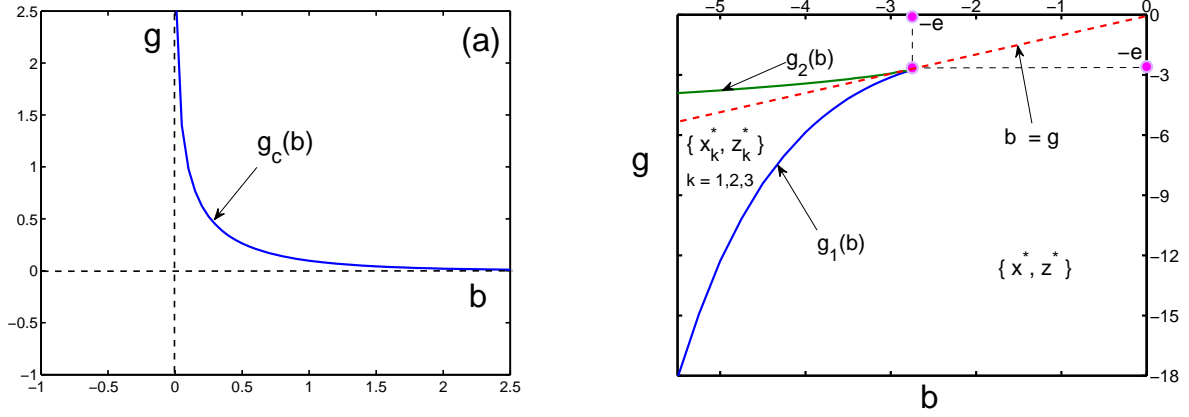 2.5
2
1.5
1
0.5
0
−0.5
−1
−1
−0.5
0
0.5
1
1.5
2
2.5
g
(a)
g_c(b)
b
−5
−4
−3
−2
−1
0
0
−3
−6
−9
−12
−15
−18
−e
−e
g_2(b)
{ x_k^*, z_k^* }
k = 1,2,3
b = g
g
g_1(b)
{ x^*, z^* }
b